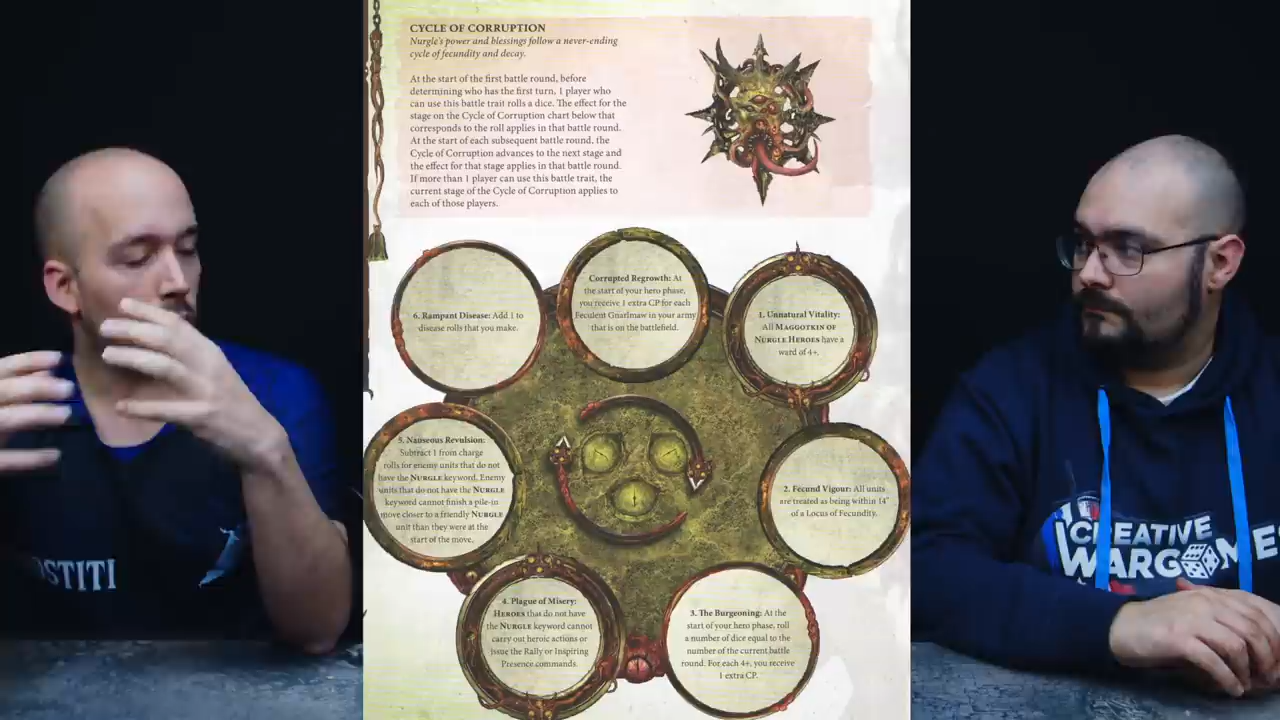 CYCLE OF CORRUPTION
Nurgle's power and blessings follow a never-ending
cycle of fecundity and decay.
At the start of the first battle round, before
determining who has the first turn, 1 player who
can use this battle trait rolls a dice. The effect for the
stage on the Cycle of Corruption chart below that
corresponds to the roll applies in that battle round.
At the start of each subsequent battle round, the
Cycle of Corruption advances to the next stage and
the effect for that stage applies in that battle round.
If more than 1 player can use this battle trait, the
current stage of the Cycle of Corruption applies to
each of those players.
Corrupted Regrowth: At
the start of your hero phase,
you receive 1 extra CP for each
Feculent Gnarlmaw in your army
that is on the battlefield.
1. Unnatural Vitality:
All MAGGOTKIN OF
NURGLE HEROES have a
ward of 4+.
2. Fecund Vigour: All units
are treated as being within 14"
of a Locus of Fecundity.
3. The Burgeoning: At the
start of your hero phase, roll
a number of dice equal to the
number of the current battle
round. For each 4+, you receive
1 extra CP.
4. Plague of Misery:
HEROES that do not have
the NURGLE keyword cannot
carry out heroic actions or
issue the Rally or Inspiring
Presence commands.
5. Nauseous Revulsion:
Subtract 1 from charge
rolls for enemy units that do not
have the NURGLE keyword. Enemy
units that do not have the NURGLE
keyword cannot finish a pile-in
move closer to a friendly NURGLE
unit than they were at the
start of the move.
6. Rampant Disease: Add 1 to
disease rolls that you make.
OSTITI
CREATIVE
WARG
ME